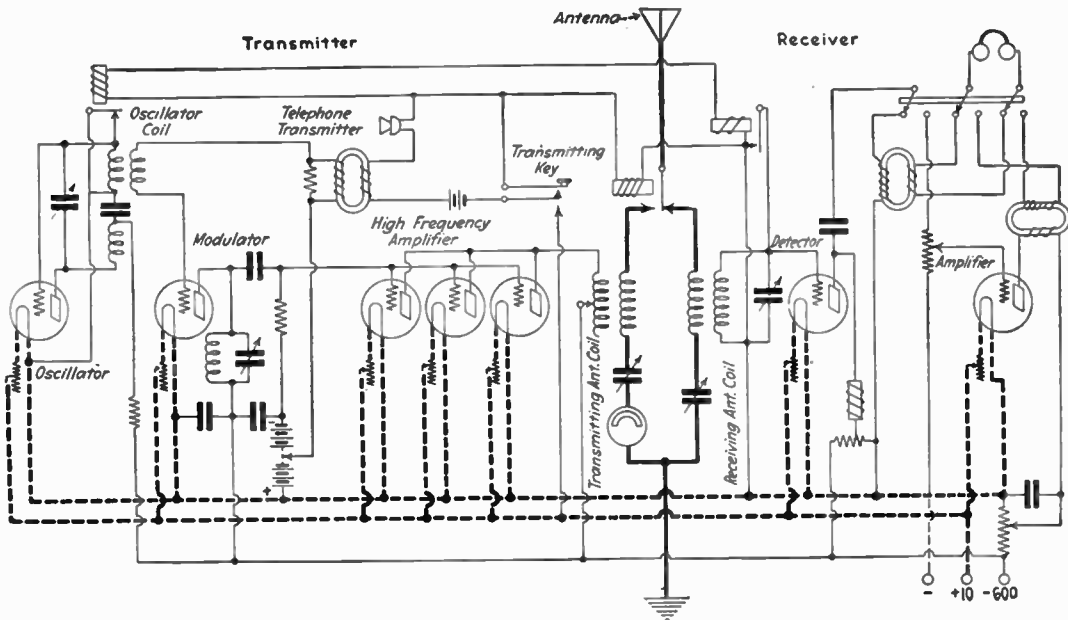 Antenna
Transmitter
Receiver
Oscillator
Coil
Telephone
Transmitter
Transmitting
Key
High Frequency
Amplifier
Modulator
Detector
Amplifier
Oscillator
Transmitting Ant. Coil
Receiving Ant. Coil
- +
- +10 -600